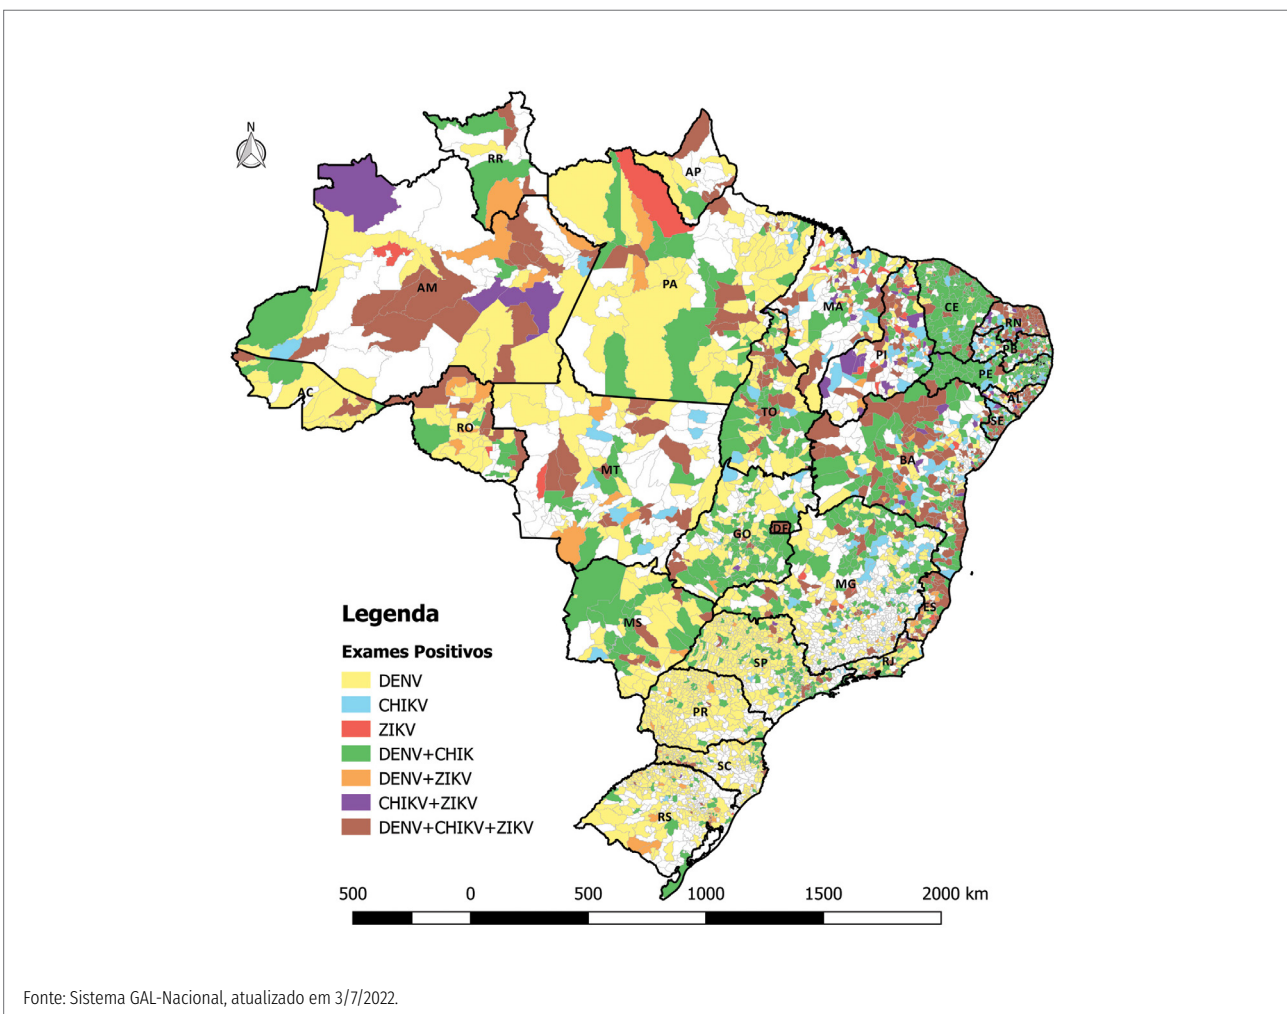 N
RR
AP
AM
PA
MA
CE
RN
PB
PI
PE
AC
AL
TO
SE
RO
BA
MT
GO
DF
MG
ES
MS
RJ
SP
PR
SC
RS
Legenda
Exames Positivos
DENV
CHIKV
ZIKV
DENV+CHIK
DENV+ZIKV
CHIKV+ZIKV
DENV+CHIKV+ZIKV
500 0 500 1000 1500 2000 km
Fonte: Sistema GAL-Nacional, atualizado em 3/7/2022.